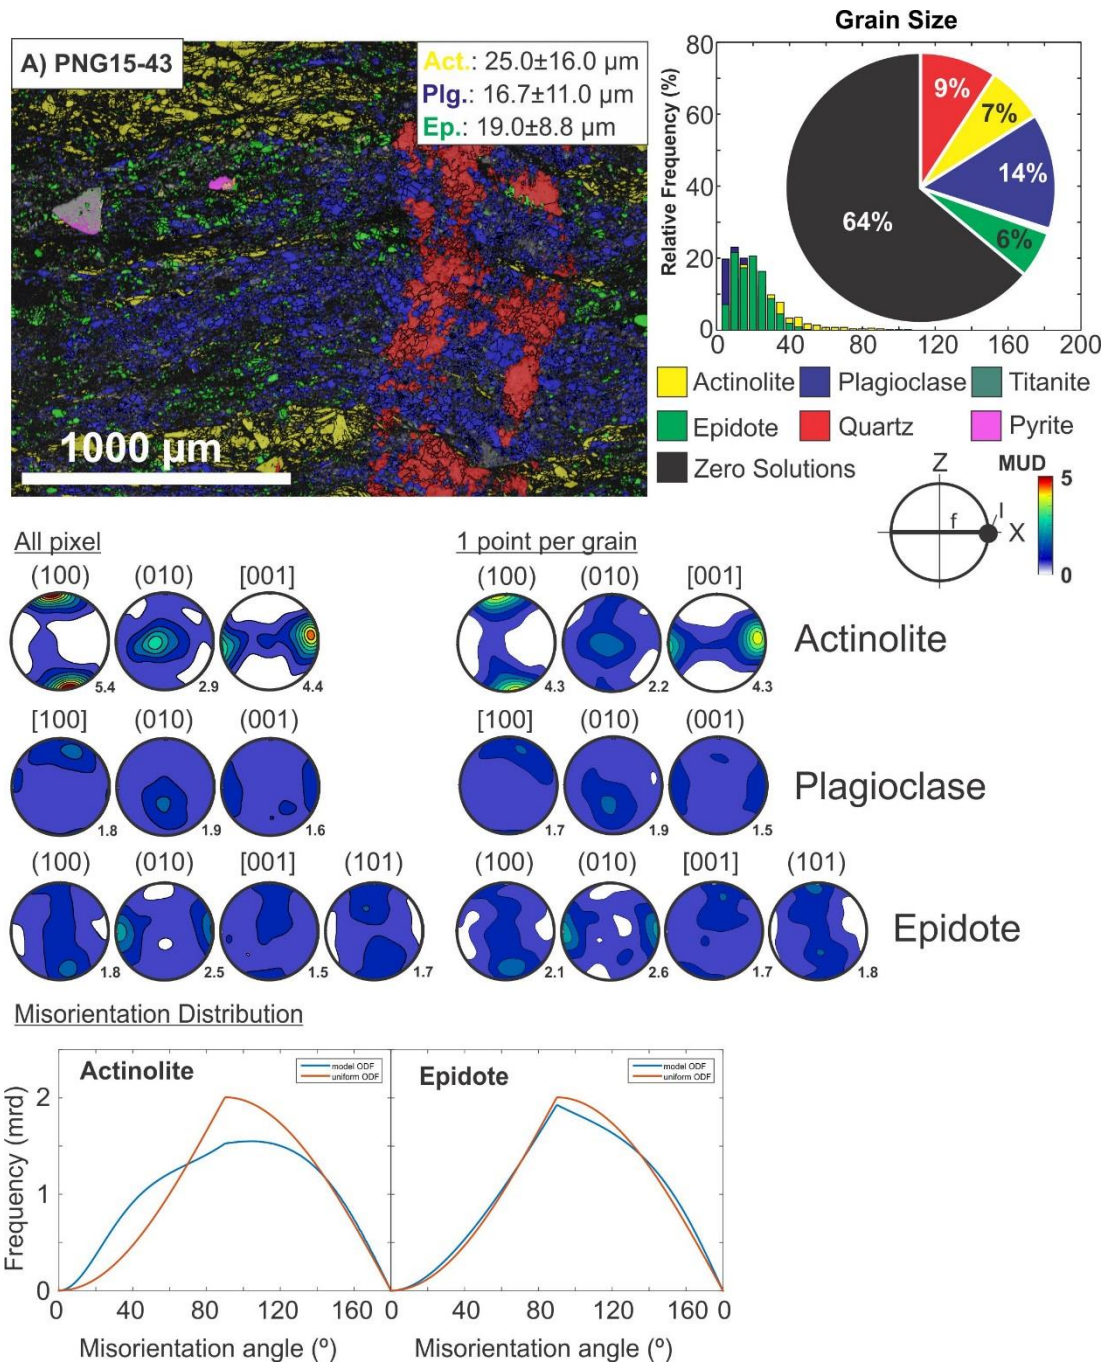 A) PNG15-43
Act.: 25.0±16.0 µm
Plg.: 16.7±11.0 µm
Ep.: 19.0±8.8 µm
1000 µm
Grain Size
Relative Frequency (%)
80
60
40
20
0
0 40 80 120 160 200
9%
7%
14%
6%
64%
Actinolite Plagioclase Titanite
Epidote Quartz Pyrite
Zero Solutions
MUD
5
0
Z
f
l
X
All pixel
1 point per grain
(100) (010) [001] (100) (010) [001]
Actinolite
5.4 2.9 4.4 4.3 2.2 4.3
[100] (010) (001) [100] (010) (001)
Plagioclase
1.8 1.9 1.6 1.7 1.9 1.5
(100) (010) [001] (101) (100) (010) [001] (101)
Epidote
1.8 2.5 1.5 1.7 2.1 2.6 1.7 1.8
Misorientation Distribution
Actinolite
model ODF
uniform ODF
Epidote
model ODF
uniform ODF
Frequency (mrd)
2
1
0
0 40 80 120 160 0 40 80 120 160 0
Misorientation angle (º) Misorientation angle (º)